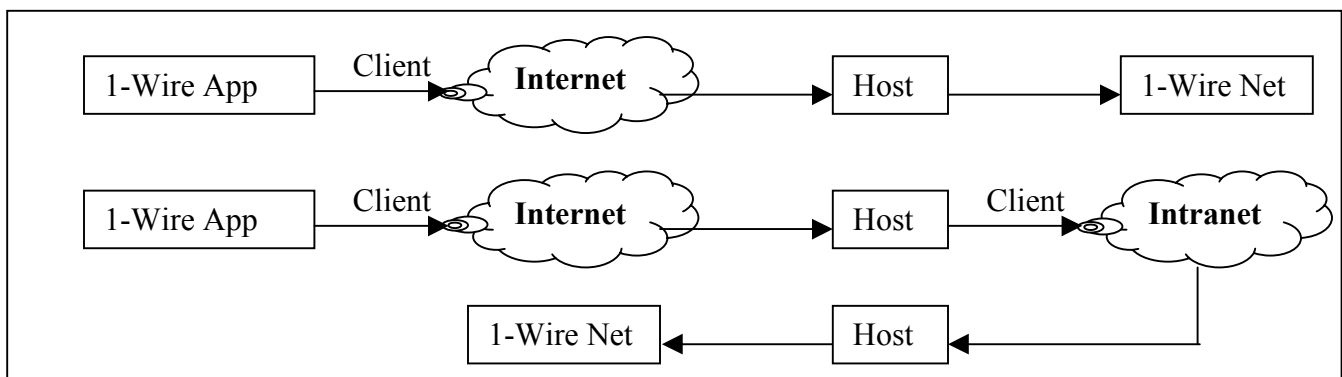 1-Wire App
Client
Internet
Host
1-Wire Net
1-Wire App
Client
Internet
Host
Client
Intranet
1-Wire Net
Host